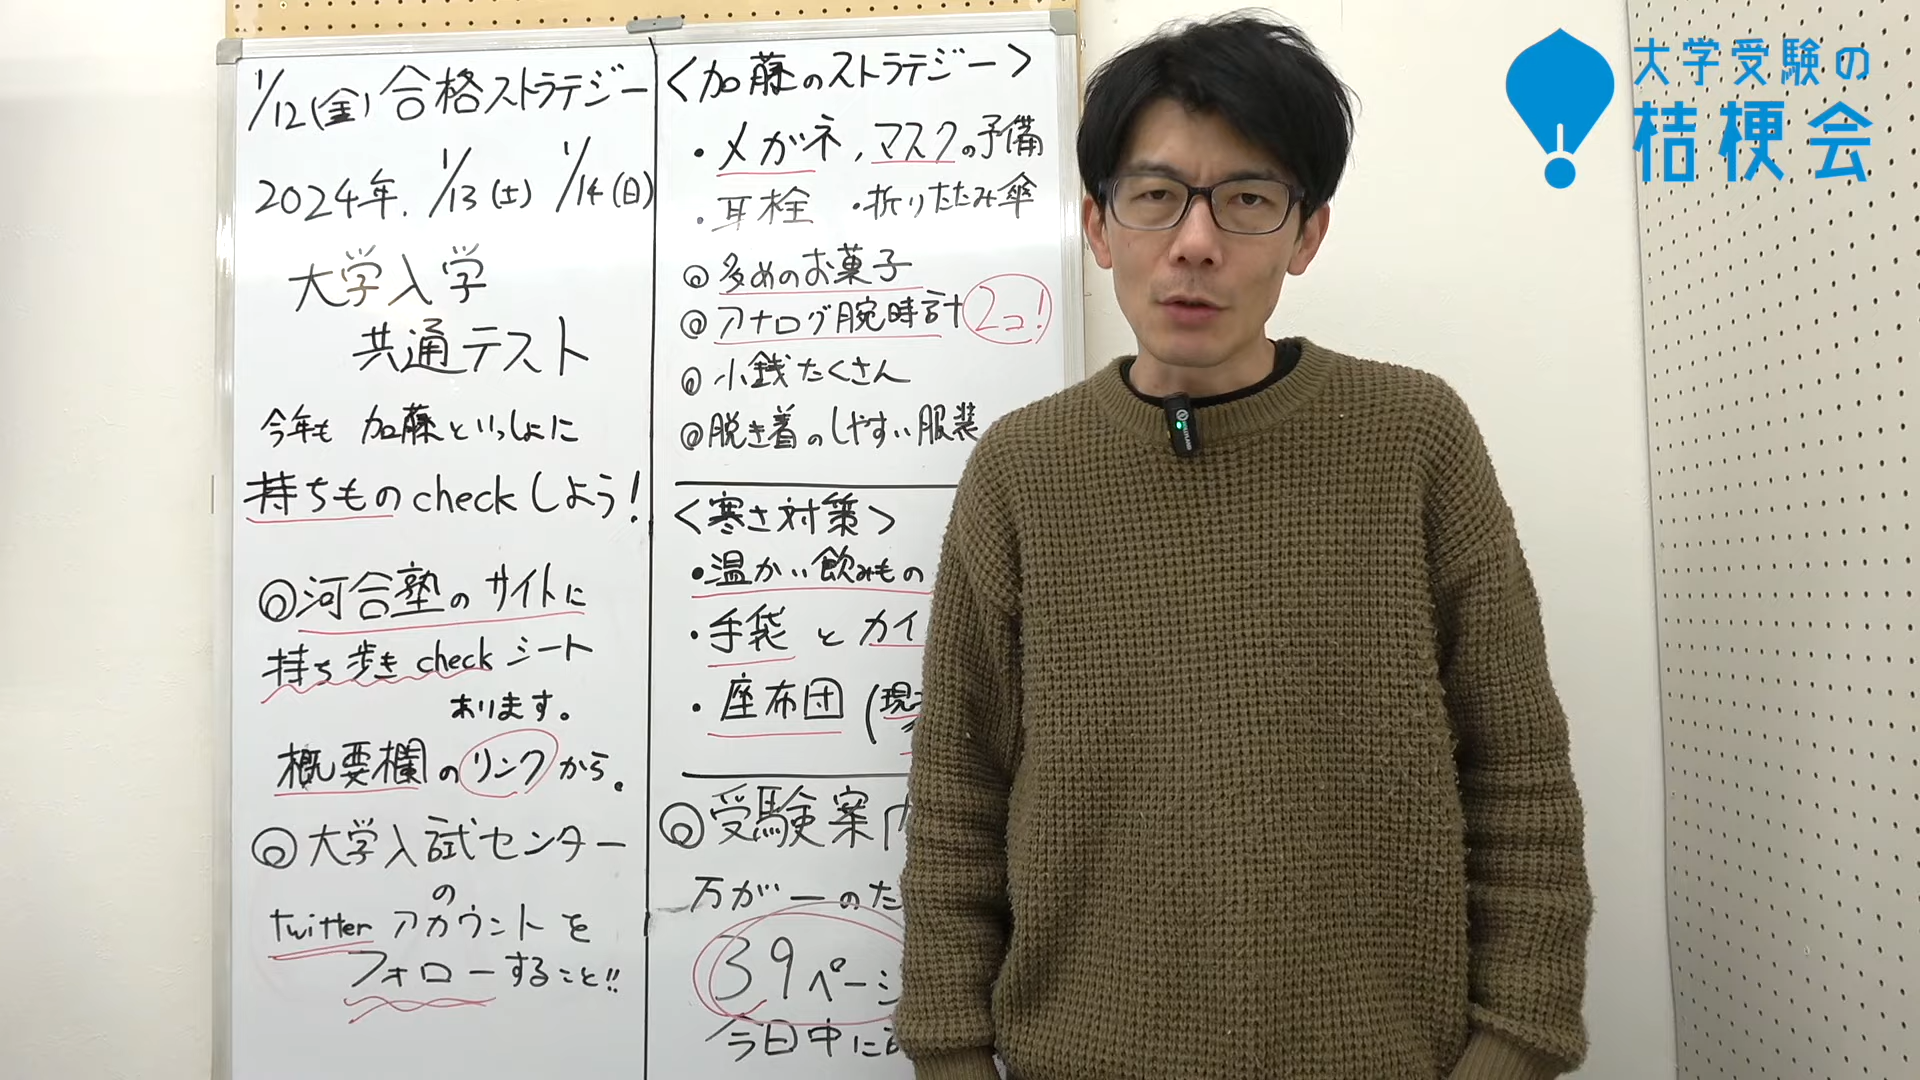 1/12(金)合格ストラテジー
2024年. 1/13(土) 1/14(日)
大学入学
共通テスト
今年も 加藤といっしょに
持ちものcheckしよう!
◎河合塾のサイトに
持ち歩きcheckシート
あります。
概要欄のリンクから。
◎大学入試センター
の
twitterアカウントを
フォローすること!!
<加藤のストラテジー>
・メガネ,マスクの予備
・耳栓 ・折りたたみ傘
◎多めのお菓子
◎アナログ腕時計 2コ!
◎小銭たくさん
◎脱き着のしやすい服装
<寒さ対策>
・温かい飲みもの
・手袋とカイ
・座布団(現
◎受験案内
万が一のた
39ページ
今日中に
大学受験の
桔梗会